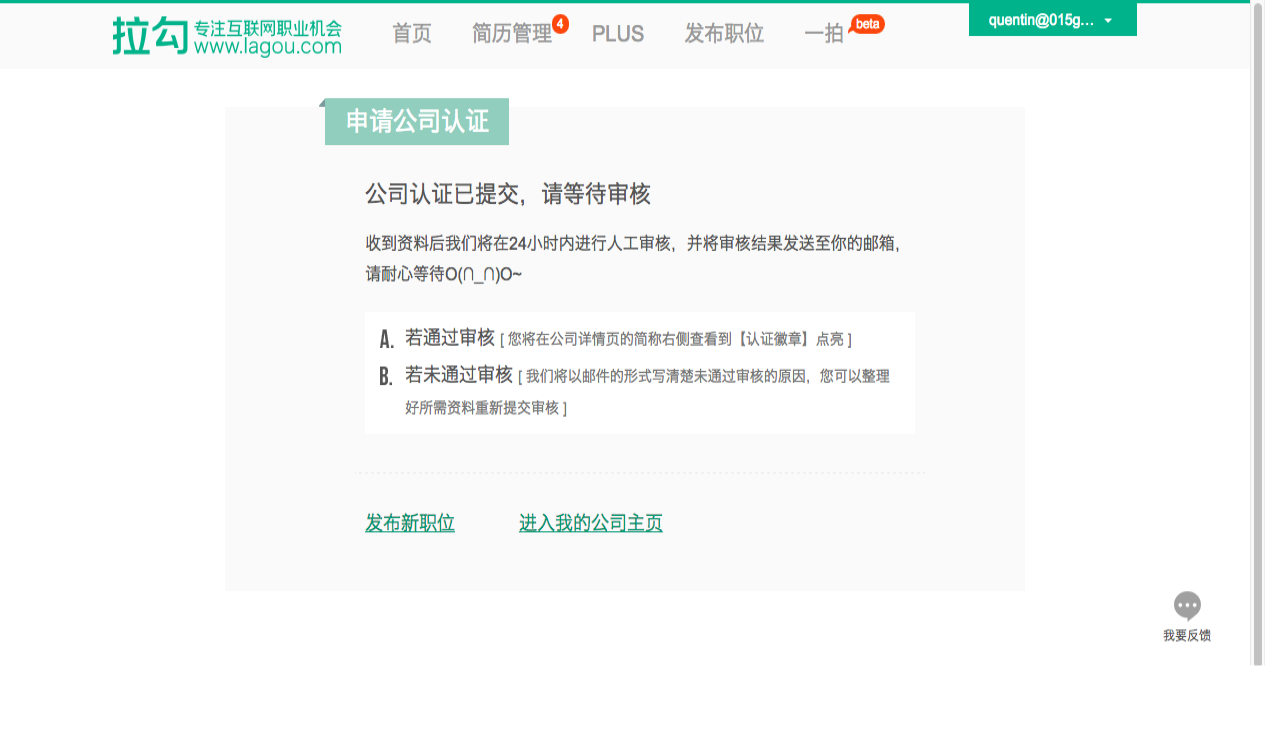 拉勾 专注互联网职业机会
www.lagou.com
首页 简历管理 4 PLUS 发布职位 一拍 beta quentin@015g...
申请公司认证
公司认证已提交，请等待审核
收到资料后我们将在24小时内进行人工审核，并将审核结果发送至你的邮箱，
请耐心等待O(∩_∩)O~
A. 若通过审核 [ 您将在公司详情页的简称右侧查看到【认证徽章】点亮 ]
B. 若未通过审核 [ 我们将以邮件的形式写清楚未通过审核的原因，您可以整理
好所需资料重新提交审核 ]
发布新职位 进入我的公司主页
我要反馈